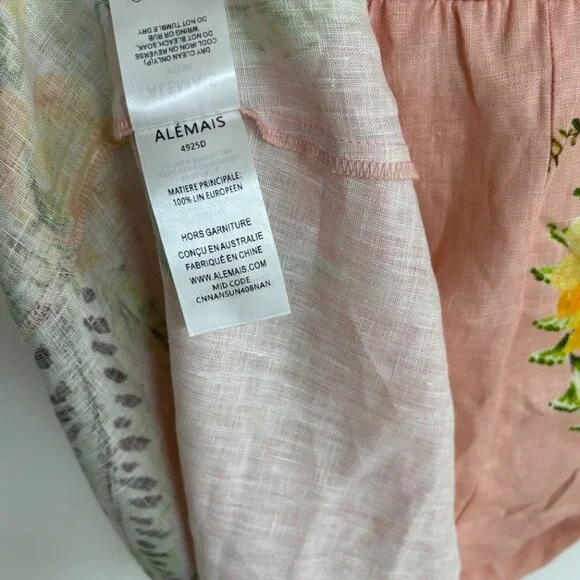 DRY CLEAN ONLY(P)
COOL IRON ON REVERSE
DO NOT BLEACH, SOAK,
WRING OR RUB
DO NOT TUMBLE DRY
ALÉMAIS
4925D
MATIERE PRINCIPALE:
100% LIN EUROPEEN
HORS GARNITURE
CONÇU EN AUSTRALIE
FABRIQUÉ EN CHINE
WWW.ALEMAIS.COM
MID CODE
CNNANSUN408NAN